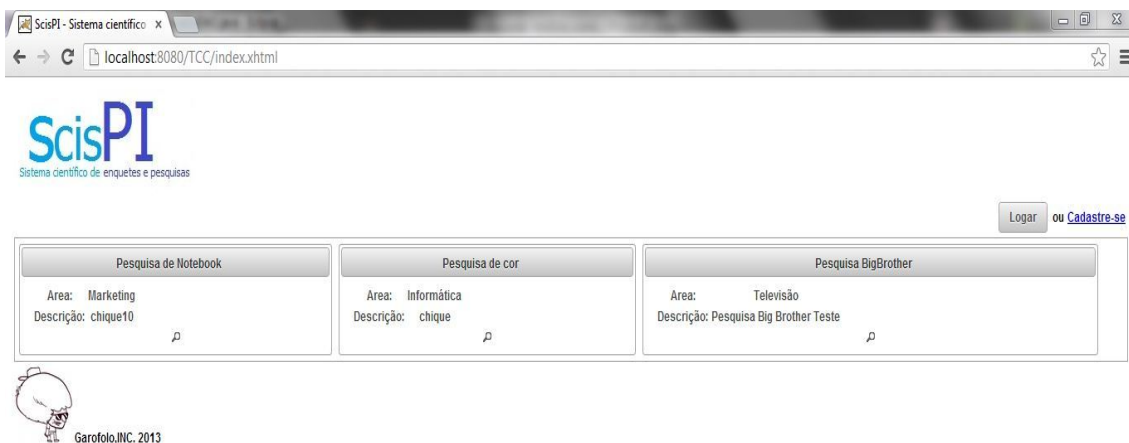 ScisPI - Sistema científico
localhost:8080/TCC/index.xhtml
ScisPI
Sistema científico de enquetes e pesquisas
Logar ou Cadastre-se
Pesquisa de Notebook
Area: Marketing
Descrição: chique10
Pesquisa de cor
Area: Informática
Descrição: chique
Pesquisa BigBrother
Area: Televisão
Descrição: Pesquisa Big Brother Teste
Garofolo.INC. 2013